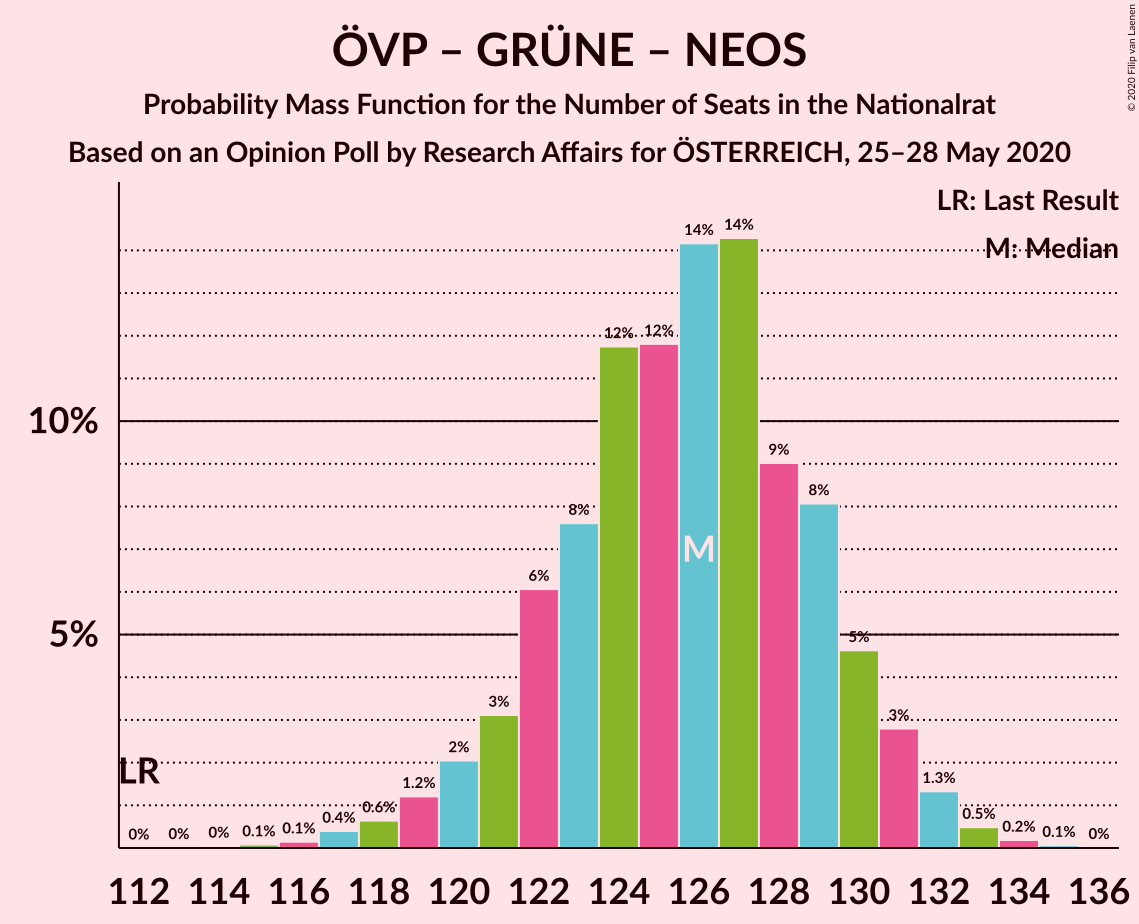 ÖVP – GRÜNE – NEOS
Probability Mass Function for the Number of Seats in the Nationalrat
Based on an Opinion Poll by Research Affairs for ÖSTERREICH, 25–28 May 2020
© 2020 Filip van Laenen
LR: Last Result
M: Median
10%
5%
LR
M
0% 0% 0% 0.1% 0.1% 0.4% 0.6% 1.2% 2% 3% 6% 8% 12% 12% 14% 14% 9% 8% 5% 3% 1.3% 0.5% 0.2% 0.1% 0%
112 114 116 118 120 122 124 126 128 130 132 134 136